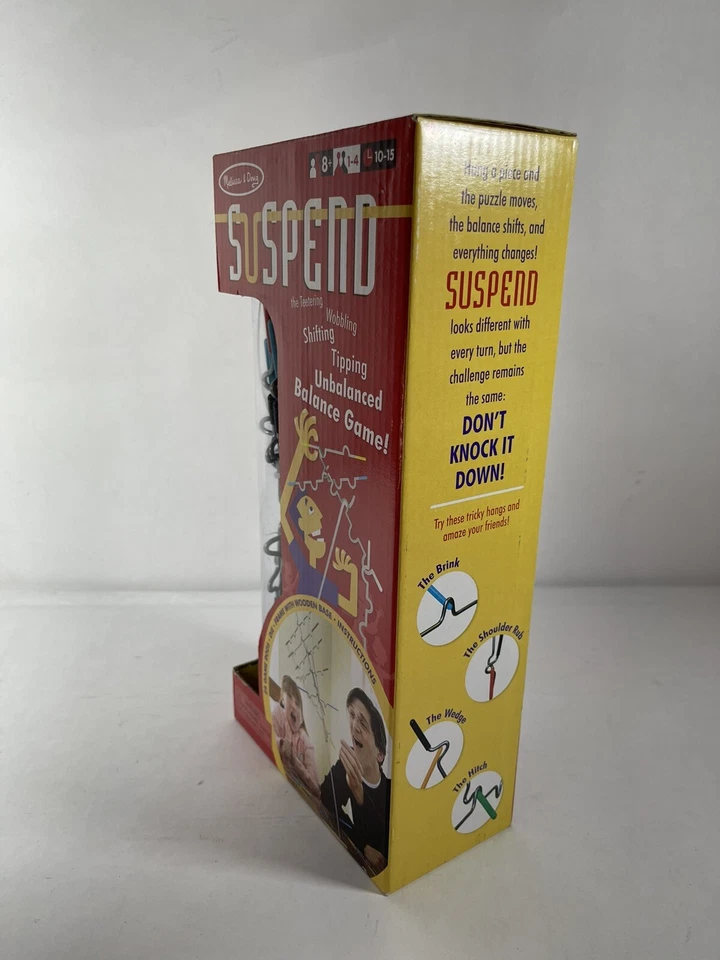 Melissa & Doug
8+ 1-4 10-15
SUSPEND
the Teetering
Wobbling
Shifting
Tipping
Unbalanced
Balance Game!
WITH WOODEN BASE • INSTRUCTIONS
Hang a piece and
the puzzle moves,
the balance shifts, and
everything changes!
SUSPEND
looks different with
every turn, but the
challenge remains
the same:
DON'T
KNOCK IT
DOWN!
Try these tricky hangs and
amaze your friends!
The Brink
The Shoulder Rub
The Wedge
The Hitch